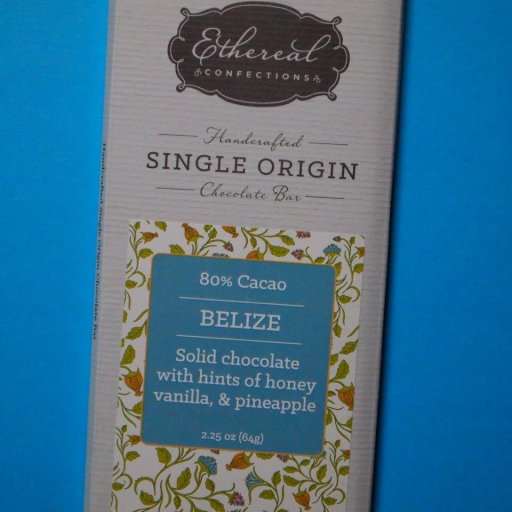 Ethereal
CONFECTIONS
Handcrafted
SINGLE ORIGIN
Chocolate Bar
80% Cacao
BELIZE
Solid chocolate
with hints of honey
vanilla, & pineapple
2.25 oz (64g)